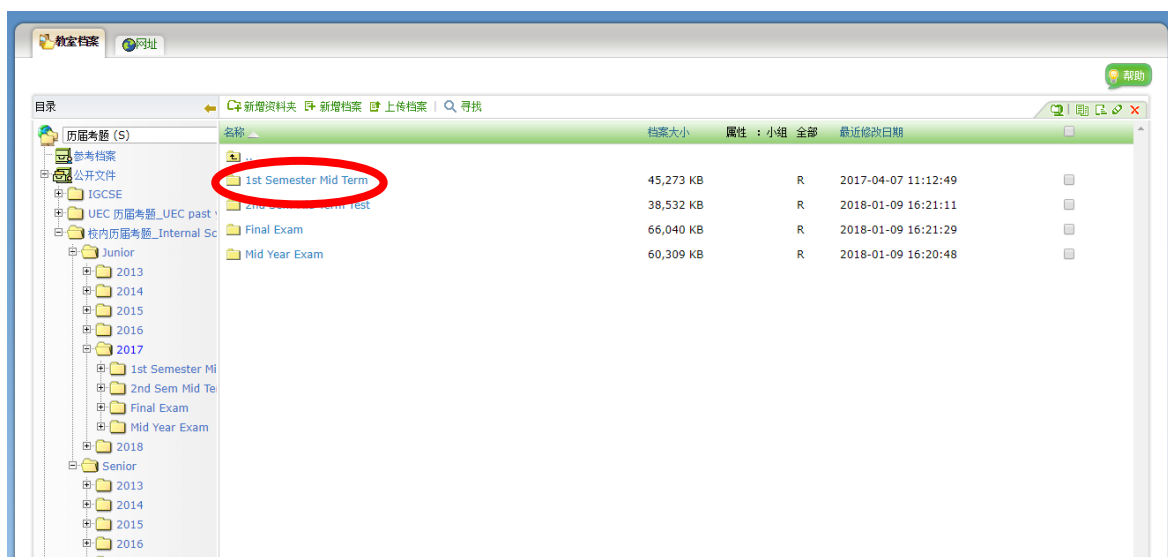 教室档案 网址
帮助
目录 新增资料夹 新增档案 上传档案 | 寻找
历届考题 (S) 名称 档案大小 属性 : 小组 全部 最近修改日期
参考档案 ..
公开文件 1st Semester Mid Term 45,273 KB R 2017-04-07 11:12:49
IGCSE
UEC 历届考题_UEC past 2nd Sem Mid Term Test 38,532 KB R 2018-01-09 16:21:11
校内历届考题_Internal Sc Final Exam 66,040 KB R 2018-01-09 16:21:29
Junior Mid Year Exam 60,309 KB R 2018-01-09 16:20:48
2013
2014
2015
2016
2017
1st Semester Mi
2nd Sem Mid Te
Final Exam
Mid Year Exam
2018
Senior
2013
2014
2015
2016